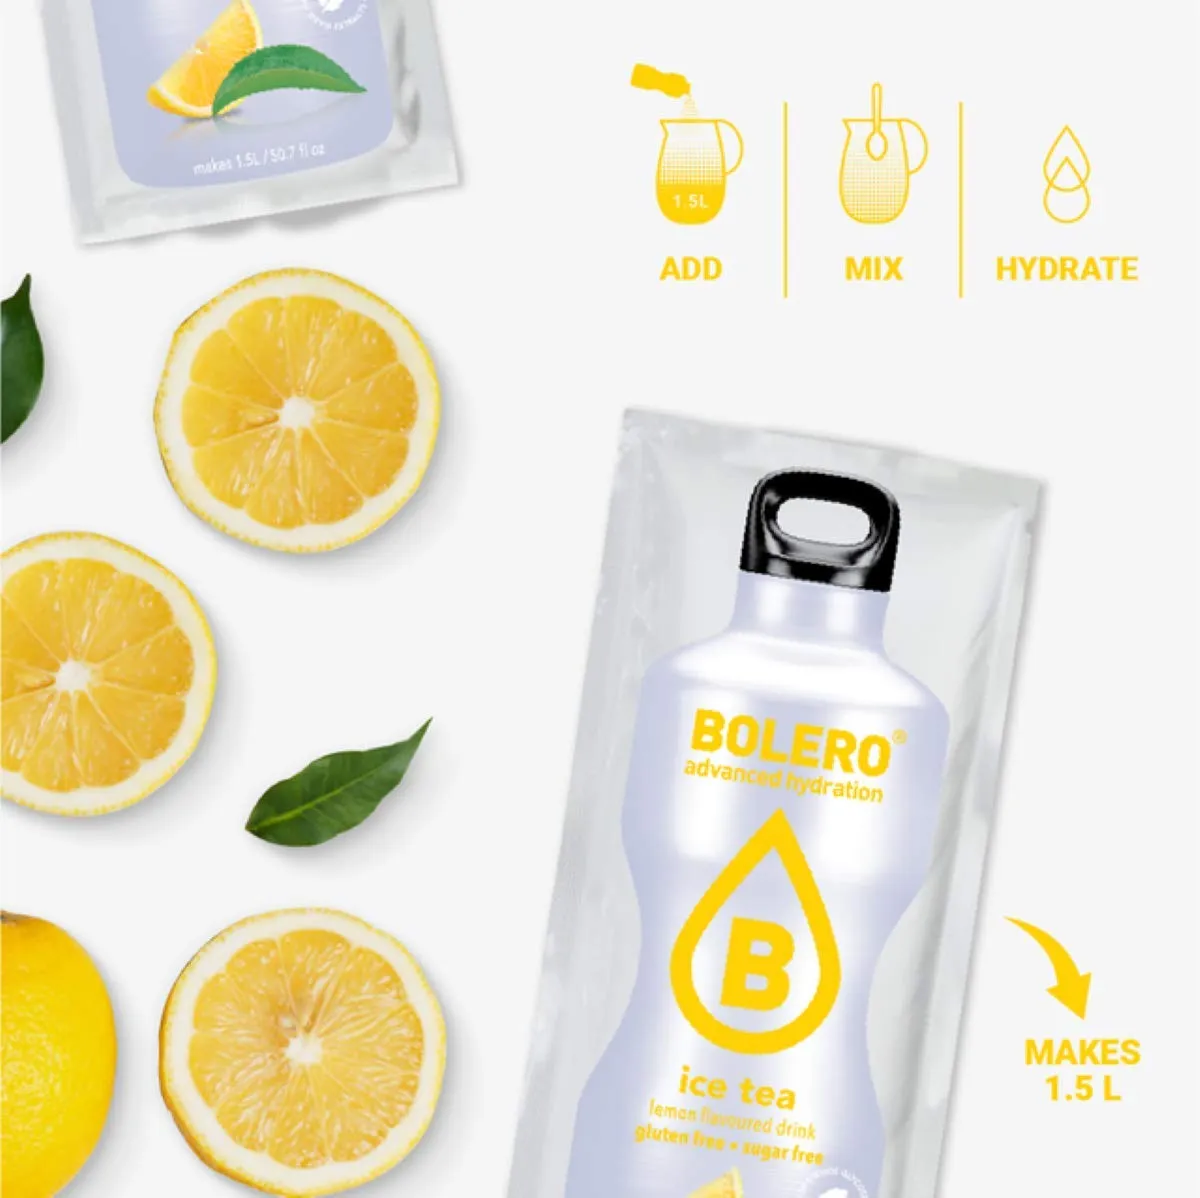 makes 1.5L / 50.7 fl oz
1.5L
ADD
MIX
HYDRATE
BOLERO®
advanced hydration
B
ice tea
lemon flavoured drink
gluten free • sugar free
MAKES
1.5 L